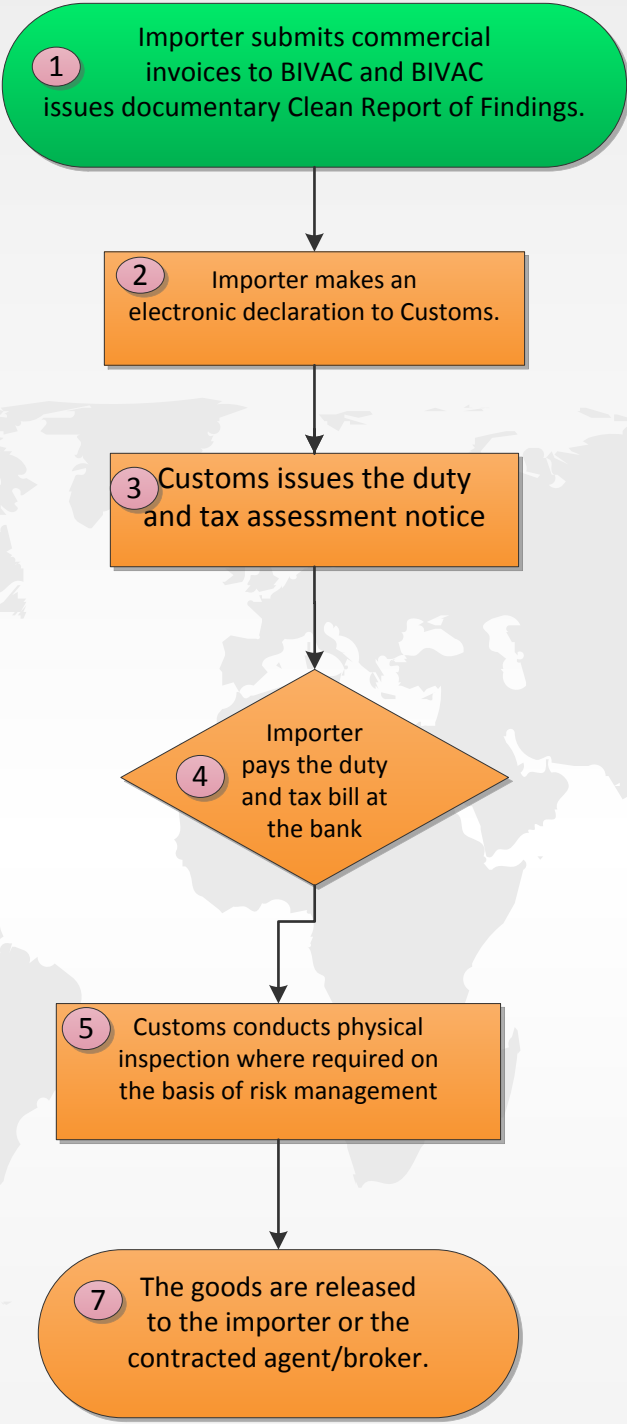 1
Importer submits commercial
invoices to BIVAC and BIVAC
issues documentary Clean Report of Findings.
2
Importer makes an
electronic declaration to Customs.
3
Customs issues the duty
and tax assessment notice
4
Importer
pays the duty
and tax bill at
the bank
5
Customs conducts physical
inspection where required on
the basis of risk management
7
The goods are released
to the importer or the
contracted agent/broker.